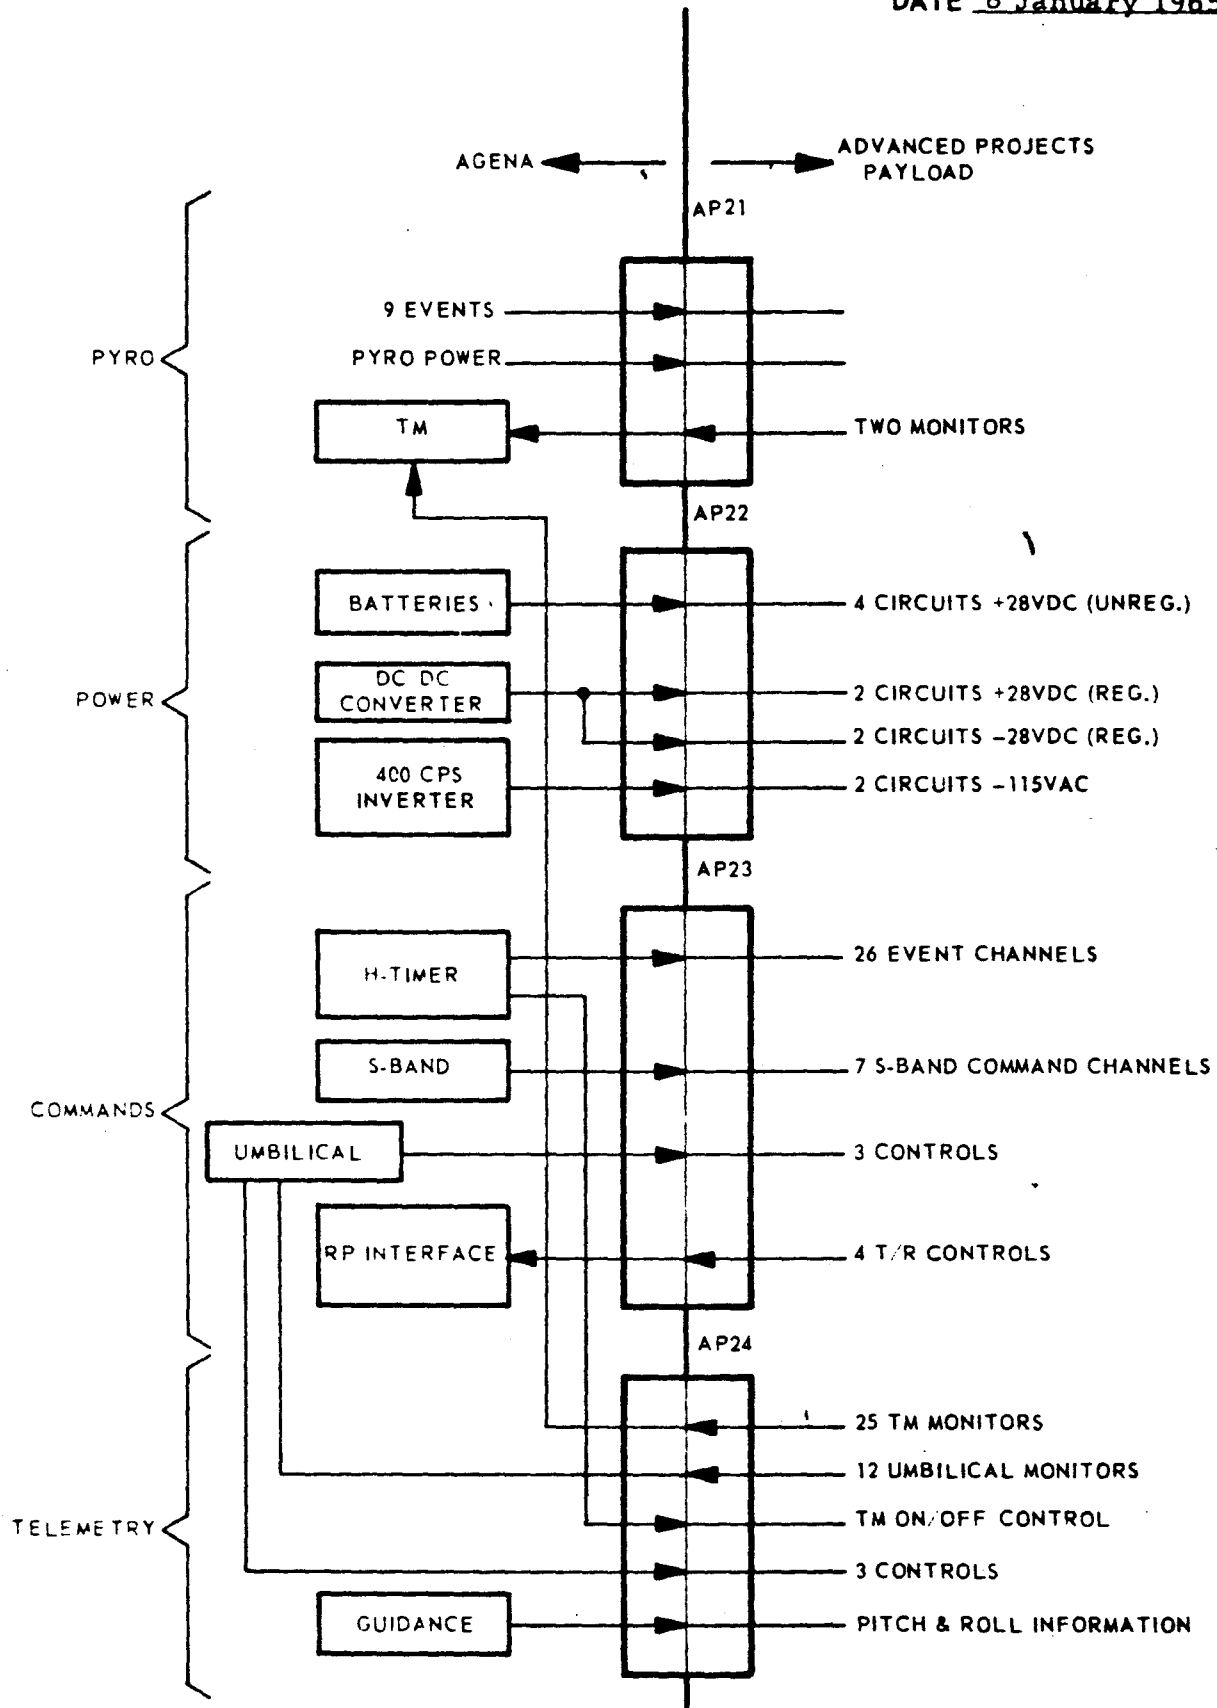 DATE 8 January 1965
AGENA
ADVANCED PROJECTS
PAYLOAD
AP21
9 EVENTS
PYRO
PYRO POWER
TM
TWO MONITORS
AP22
BATTERIES
4 CIRCUITS +28VDC (UNREG.)
DC DC
CONVERTER
2 CIRCUITS +28VDC (REG.)
POWER
2 CIRCUITS -28VDC (REG.)
400 CPS
INVERTER
2 CIRCUITS -115VAC
AP23
H-TIMER
26 EVENT CHANNELS
S-BAND
7 S-BAND COMMAND CHANNELS
COMMANDS
UMBILICAL
3 CONTROLS
RP INTERFACE
4 T/R CONTROLS
AP24
25 TM MONITORS
12 UMBILICAL MONITORS
TELEMETRY
TM ON/OFF CONTROL
3 CONTROLS
GUIDANCE
PITCH & ROLL INFORMATION